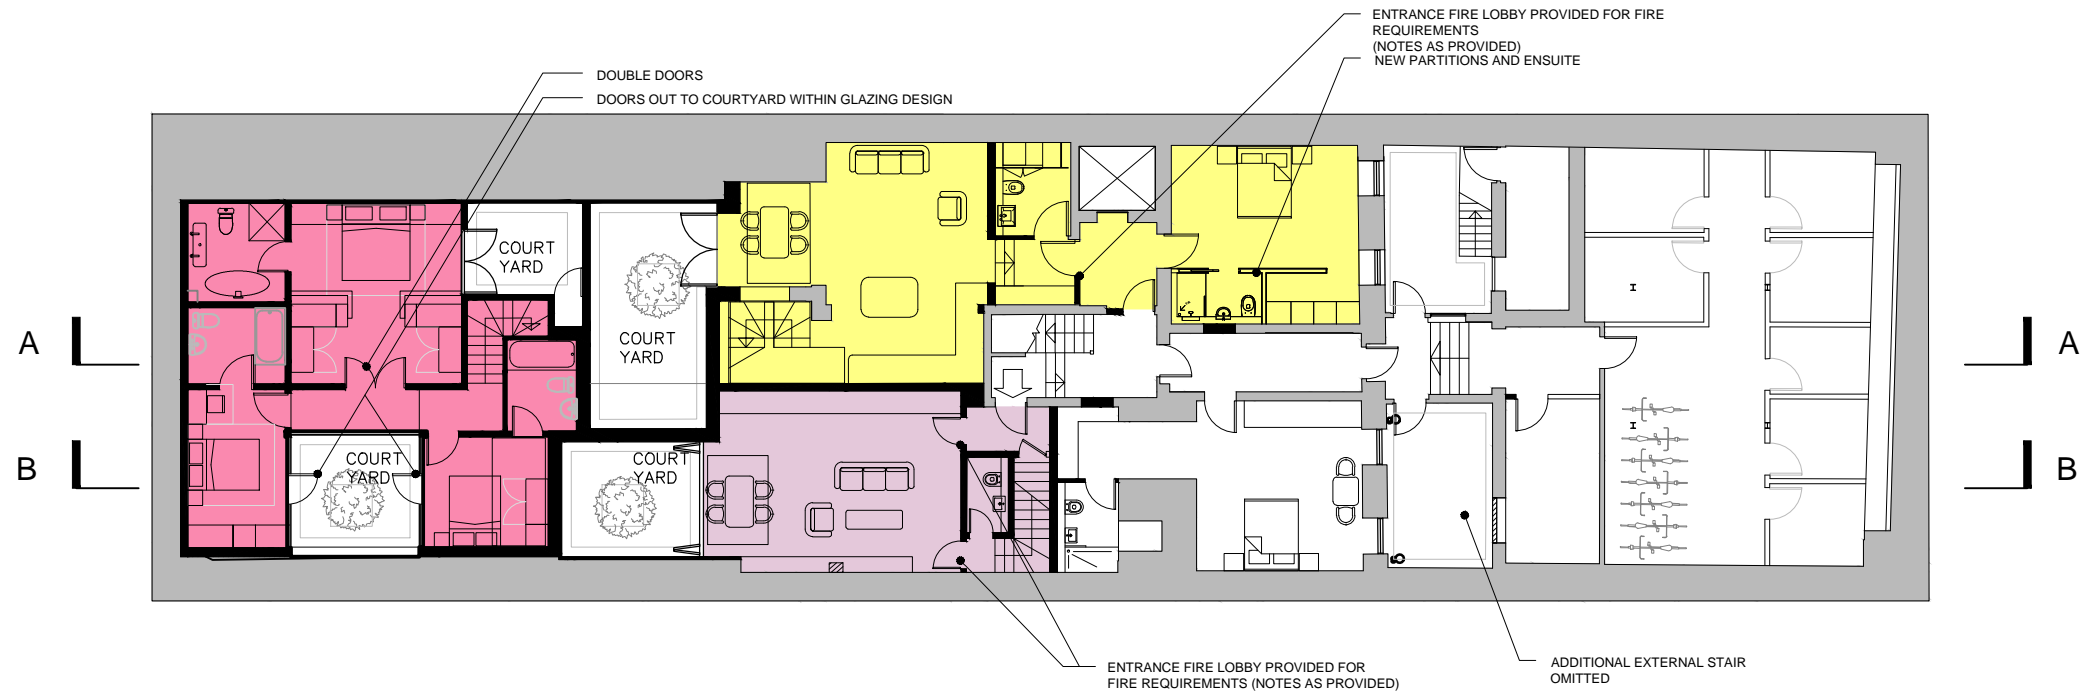 ENTRANCE FIRE LOBBY PROVIDED FOR FIRE
REQUIREMENTS
(NOTES AS PROVIDED)
NEW PARTITIONS AND ENSUITE
DOUBLE DOORS
DOORS OUT TO COURTYARD WITHIN GLAZING DESIGN
COURT
YARD
COURT
YARD
A
A
COURT
YARD
COURT
YARD
B
B
ENTRANCE FIRE LOBBY PROVIDED FOR
FIRE REQUIREMENTS (NOTES AS PROVIDED)
ADDITIONAL EXTERNAL STAIR
OMITTED